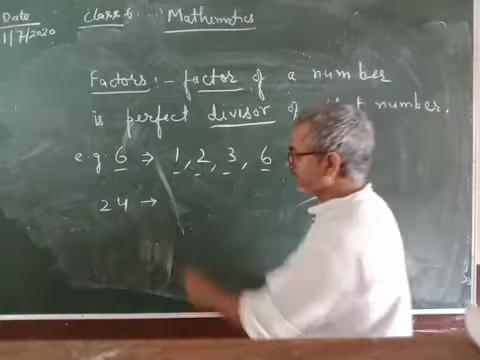 Date Class 6 Mathematics
1/7/2020
Factors :- factor of a number
is perfect divisor of number.
e.g. 6 → 1, 2, 3, 6
24 →